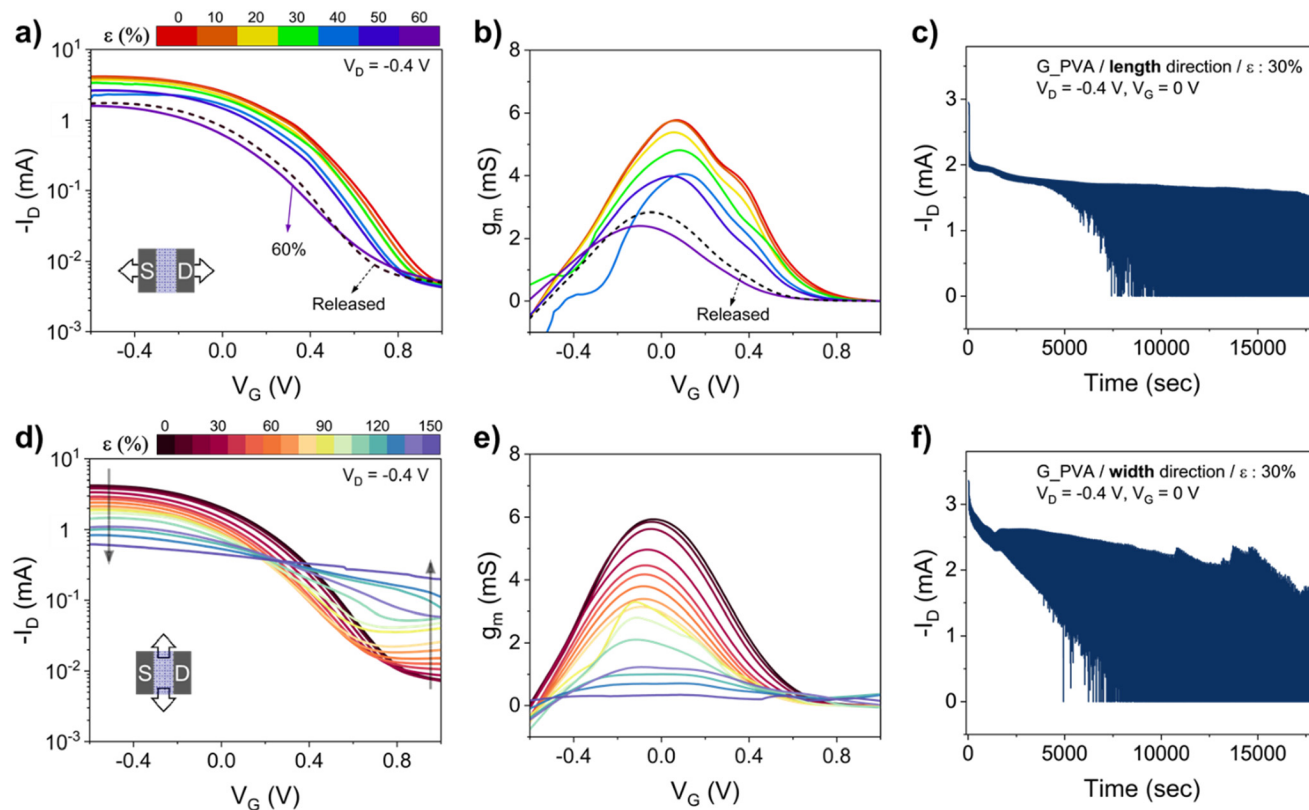 a)
ε (%)
0 10 20 30 40 50 60
V_D = -0.4 V
10^1
1
10^-1
10^-2
10^-3
-I_D (mA)
60%
Released
S D
-0.4 0.0 0.4 0.8
V_G (V)
b)
8
6
4
2
0
g_m (mS)
Released
-0.4 0.0 0.4 0.8
V_G (V)
c)
G_PVA / length direction / ε : 30%
V_D = -0.4 V, V_G = 0 V
3
2
1
0
-I_D (mA)
0 5000 10000 15000
Time (sec)
d)
ε (%)
0 30 60 90 120 150
V_D = -0.4 V
10^1
1
10^-1
10^-2
10^-3
-I_D (mA)
S D
-0.4 0.0 0.4 0.8
V_G (V)
e)
8
6
4
2
0
g_m (mS)
-0.4 0.0 0.4 0.8
V_G (V)
f)
G_PVA / width direction / ε : 30%
V_D = -0.4 V, V_G = 0 V
3
2
1
0
-I_D (mA)
0 5000 10000 15000
Time (sec)